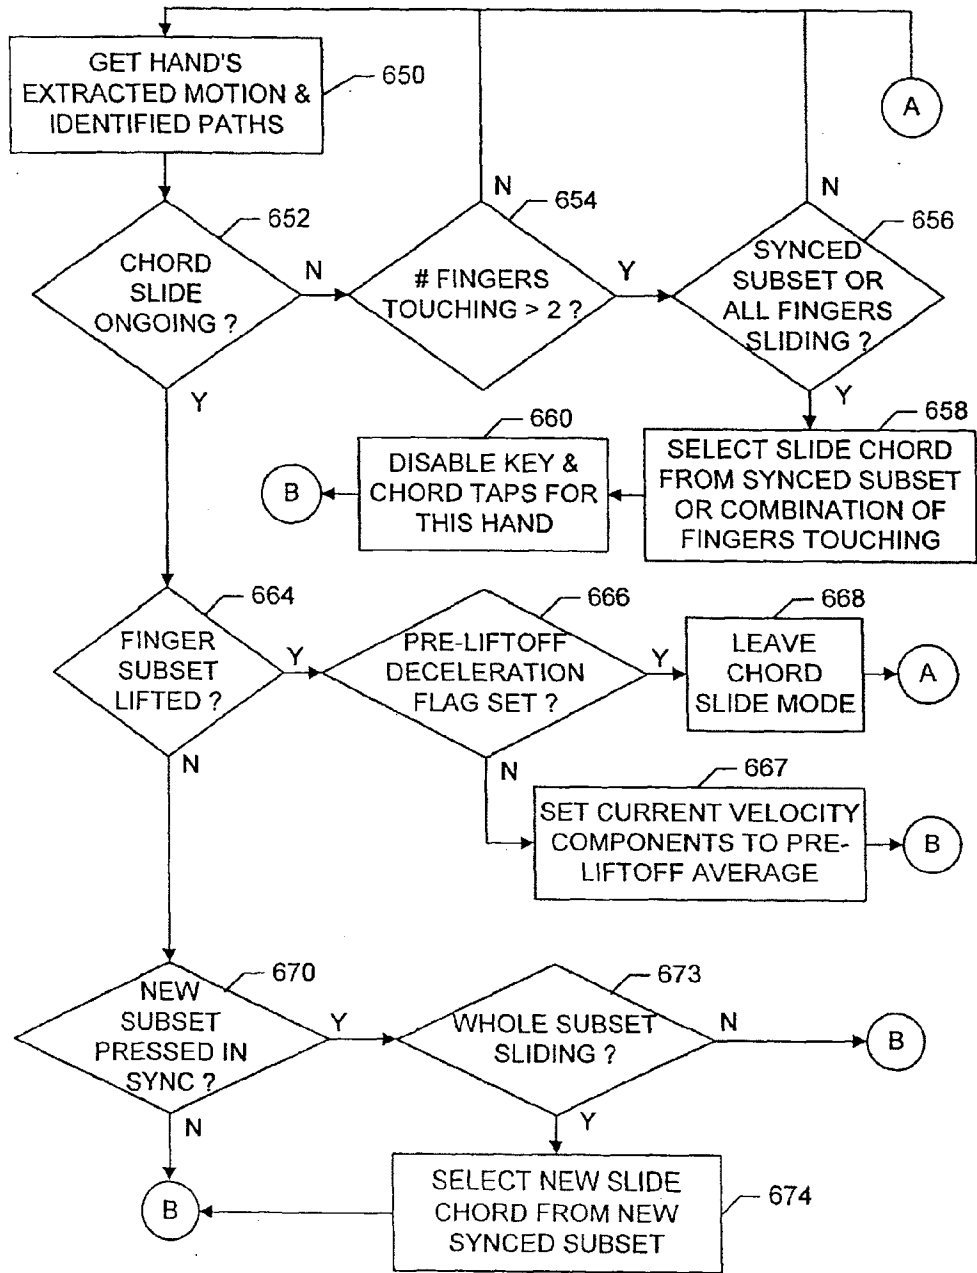 GET HAND'S
EXTRACTED MOTION &
IDENTIFIED PATHS
650
A
652
CHORD
SLIDE
ONGOING ?
N
Y
654
# FINGERS
TOUCHING > 2 ?
N
Y
656
SYNCED
SUBSET OR
ALL FINGERS
SLIDING ?
N
Y
658
SELECT SLIDE CHORD
FROM SYNCED SUBSET
OR COMBINATION OF
FINGERS TOUCHING
660
DISABLE KEY &
CHORD TAPS FOR
THIS HAND
B
664
FINGER
SUBSET
LIFTED ?
Y
N
666
PRE-LIFTOFF
DECELERATION
FLAG SET ?
Y
N
668
LEAVE
CHORD
SLIDE MODE
A
667
SET CURRENT VELOCITY
COMPONENTS TO PRE-
LIFTOFF AVERAGE
B
670
NEW
SUBSET
PRESSED IN
SYNC ?
Y
N
673
WHOLE SUBSET
SLIDING ?
N
B
Y
674
SELECT NEW SLIDE
CHORD FROM NEW
SYNCED SUBSET
B